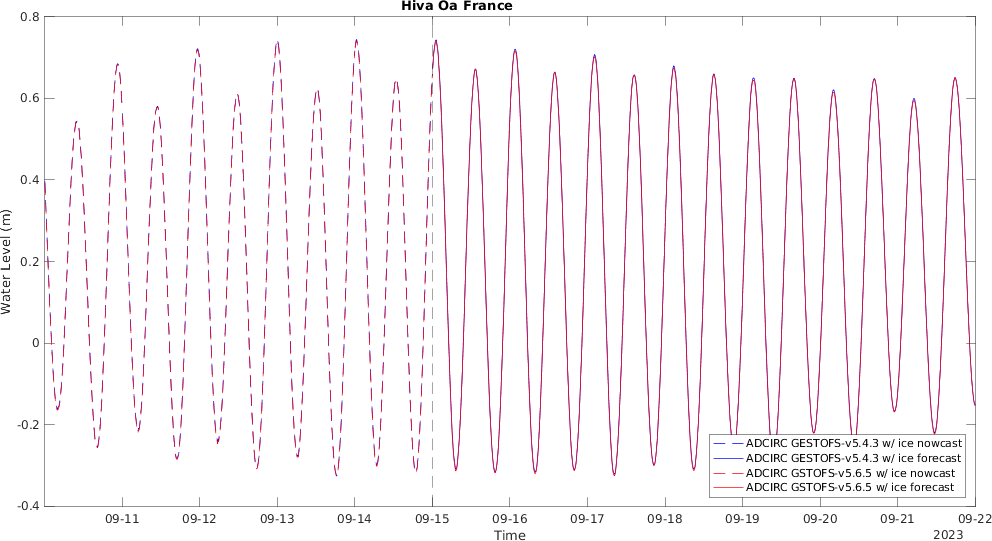 Hiva Oa France
0.8
0.6
0.4
0.2
0
-0.2
-0.4
Water Level (m)
ADCIRC GESTOFS-v5.4.3 w/ ice nowcast
ADCIRC GSTOFS-v5.4.3 w/ ice forecast
ADCIRC GSTOFS-v5.6.5 w/ ice nowcast
ADCIRC GSTOFS-v5.6.5 w/ ice forecast
09-11 09-12 09-13 09-14 09-15 09-16 09-17 09-18 09-19 09-20 09-21 09-22
Time
2023